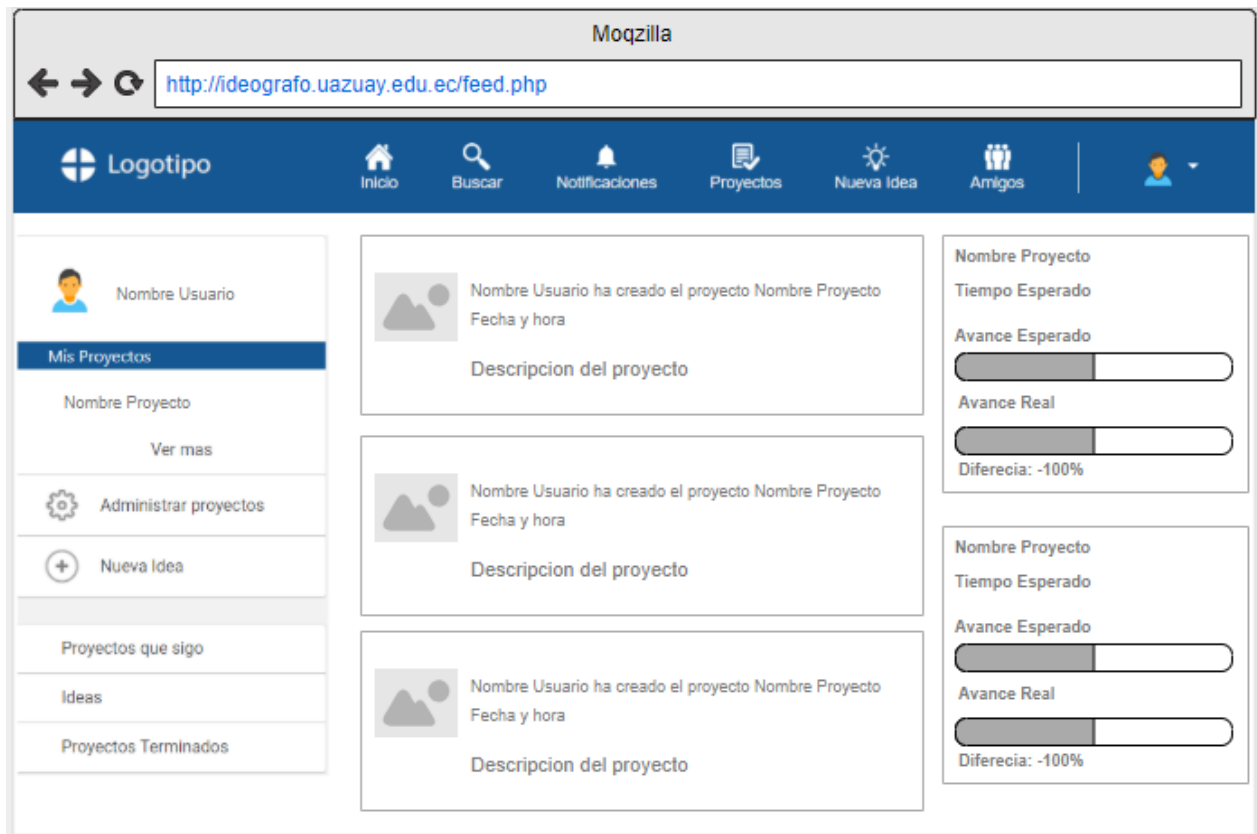 Moqzilla
http://ideografo.uazuay.edu.ec/feed.php
Logotipo
Inicio
Buscar
Notificaciones
Proyectos
Nueva Idea
Amigos
Nombre Usuario
Mis Proyectos
Nombre Proyecto
Ver mas
Administrar proyectos
Nueva Idea
Proyectos que sigo
Ideas
Proyectos Terminados
Nombre Usuario ha creado el proyecto Nombre Proyecto
Fecha y hora
Descripcion del proyecto
Nombre Usuario ha creado el proyecto Nombre Proyecto
Fecha y hora
Descripcion del proyecto
Nombre Usuario ha creado el proyecto Nombre Proyecto
Fecha y hora
Descripcion del proyecto
Nombre Proyecto
Tiempo Esperado
Avance Esperado
Avance Real
Diferecia: -100%
Nombre Proyecto
Tiempo Esperado
Avance Esperado
Avance Real
Diferecia: -100%